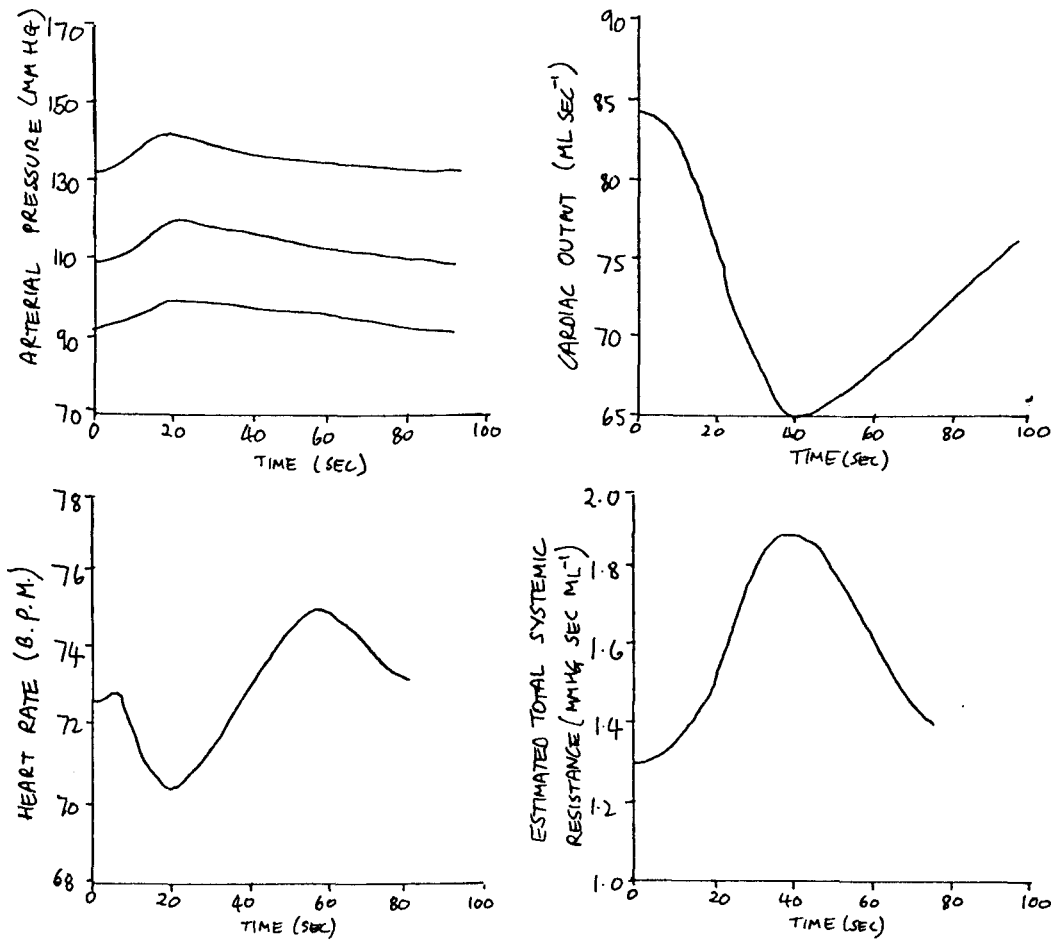 ARTERIAL PRESSURE (MM HG)
170
150
130
110
90
70
0 20 40 60 80 100
TIME (SEC)
CARDIAC OUTPUT (ML SEC⁻¹)
90
85
80
75
70
65
0 20 40 60 80 100
TIME (SEC)
HEART RATE (B.P.M.)
78
76
74
72
70
68
0 20 40 60 80 100
TIME (SEC)
ESTIMATED TOTAL SYSTEMIC
RESISTANCE (MMHG SEC ML⁻¹)
2.0
1.8
1.6
1.4
1.2
1.0
0 20 40 60 80 100
TIME (SEC)